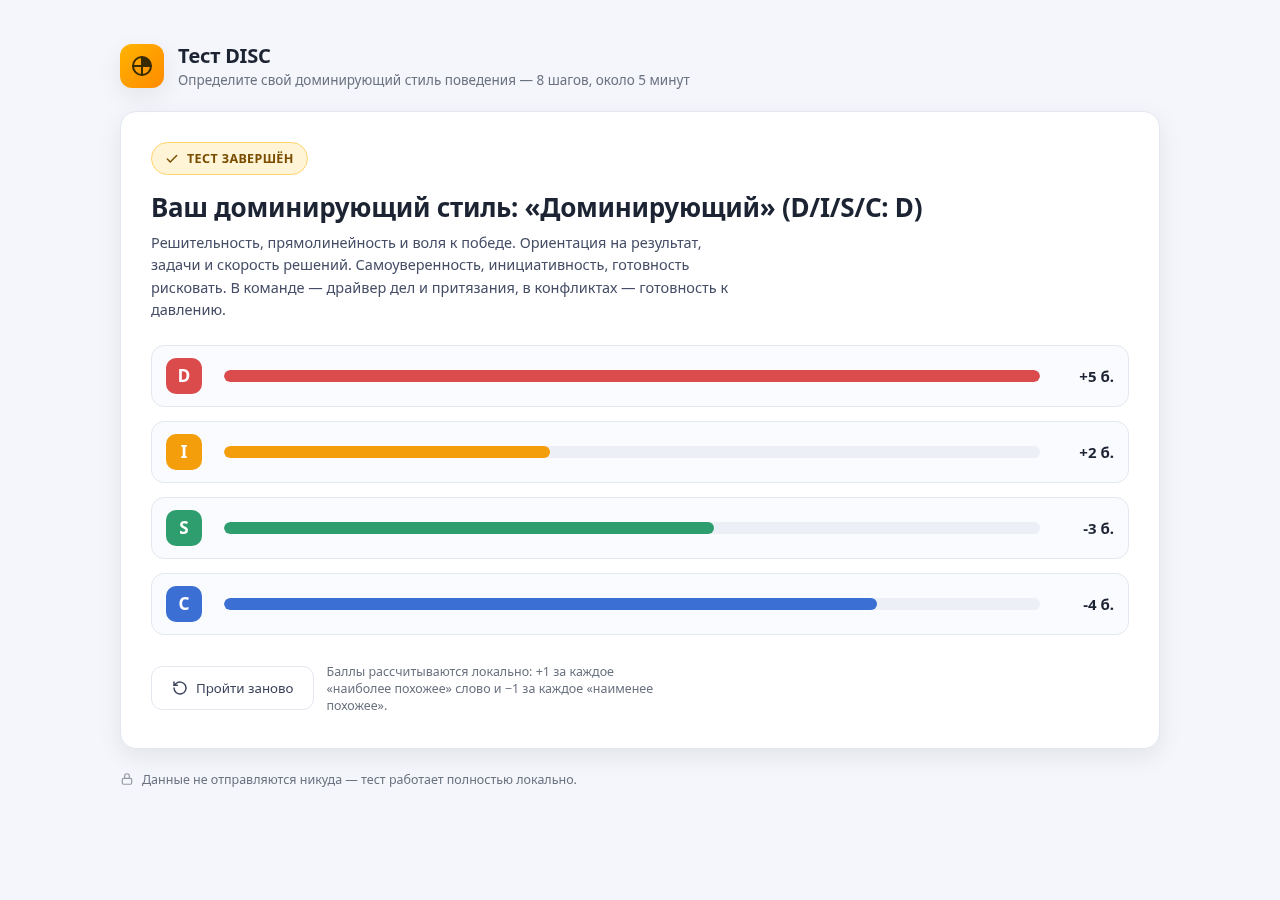 Тест DISC
Определите свой доминирующий стиль поведения — 8 шагов, около 5 минут
ТЕСТ ЗАВЕРШЁН
Ваш доминирующий стиль: «Доминирующий» (D/I/S/C: D)
Решительность, прямолинейность и воля к победе. Ориентация на результат,
задачи и скорость решений. Самоуверенность, инициативность, готовность
рисковать. В команде — драйвер дел и притязания, в конфликтах — готовность к
давлению.
D +5 б.
I +2 б.
S -3 б.
C -4 б.
Пройти заново
Баллы рассчитываются локально: +1 за каждое
«наиболее похожее» слово и −1 за каждое «наименее
похожее».
Данные не отправляются никуда — тест работает полностью локально.